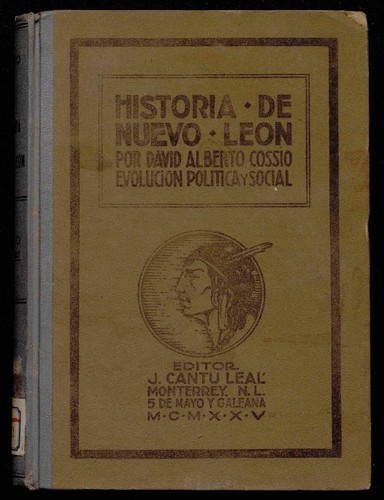 HISTORIA · DE
NUEVO · LEON
POR DAVID ALBERTO COSSIO
EVOLUCION POLITICA Y SOCIAL
EDITOR
J. CANTU LEAL
MONTERREY, N. L.
5 DE MAYO Y GALEANA
M·C·M·X·X·V